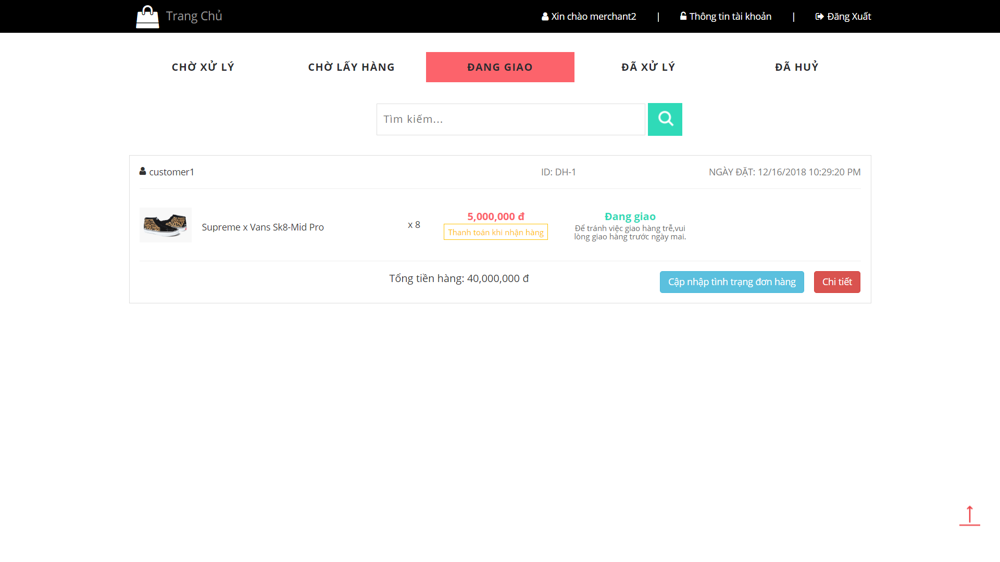 Trang Chủ
Xin chào merchant2 | Thông tin tài khoản | Đăng Xuất
CHỜ XỬ LÝ CHỜ LẤY HÀNG ĐANG GIAO ĐÃ XỬ LÝ ĐÃ HUỶ
Tìm kiếm...
customer1 ID: DH-1 NGÀY ĐẶT: 12/16/2018 10:29:20 PM
Supreme x Vans Sk8-Mid Pro
x 8
5,000,000 đ
Thanh toán khi nhận hàng
Đang giao
Để tránh việc giao hàng trễ,vui
lòng giao hàng trước ngày mai.
Tổng tiền hàng: 40,000,000 đ
Cập nhập tình trạng đơn hàng
Chi tiết